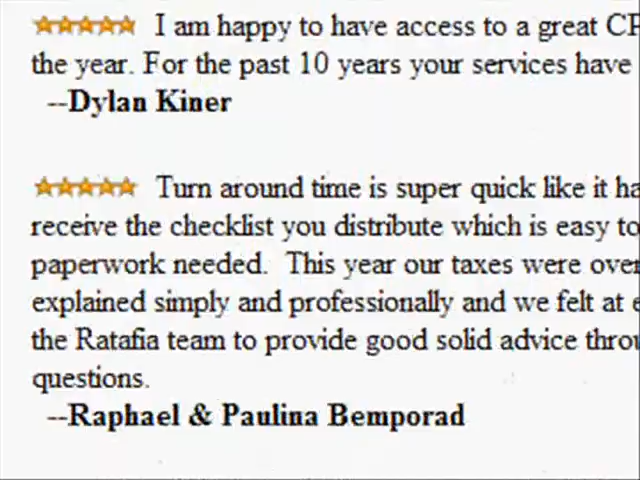 I am happy to have access to a great
the year. For the past 10 years your services have
--Dylan Kiner
Turn around time is super quick like it
receive the checklist you distribute which is easy to
paperwork needed. This year our taxes were
explained simply and professionally and we felt at
the Ratafia team to provide good solid advice
questions.
--Raphael & Paulina Bemporad